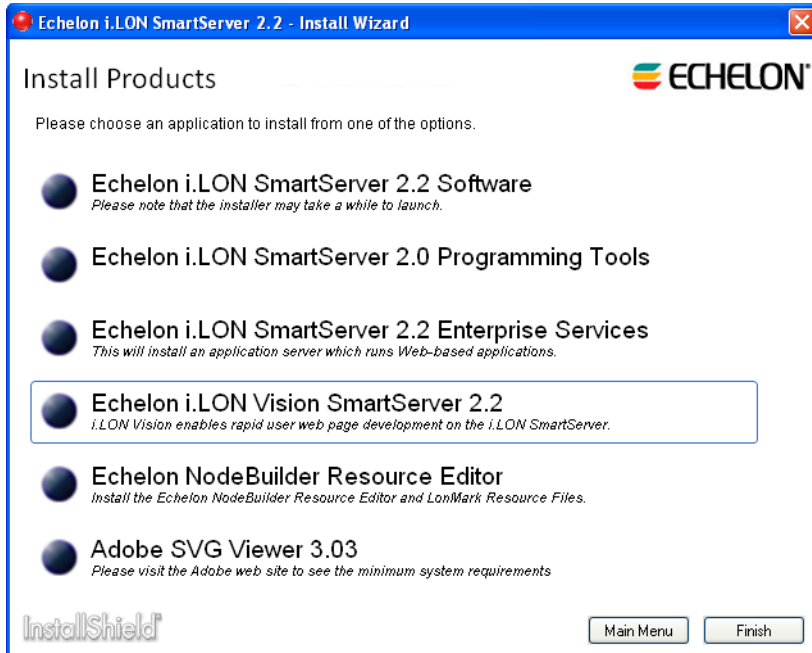 Echelon i.LON SmartServer 2.2 - Install Wizard
Install Products
ECHELON
Please choose an application to install from one of the options.
Echelon i.LON SmartServer 2.2 Software
Please note that the installer may take a while to launch.
Echelon i.LON SmartServer 2.0 Programming Tools
Echelon i.LON SmartServer 2.2 Enterprise Services
This will install an application server which runs Web-based applications.
Echelon i.LON Vision SmartServer 2.2
i.LON Vision enables rapid user web page development on the i.LON SmartServer.
Echelon NodeBuilder Resource Editor
Install the Echelon NodeBuilder Resource Editor and LonMark Resource Files.
Adobe SVG Viewer 3.03
Please visit the Adobe web site to see the minimum system requirements
InstallShield
Main Menu
Finish